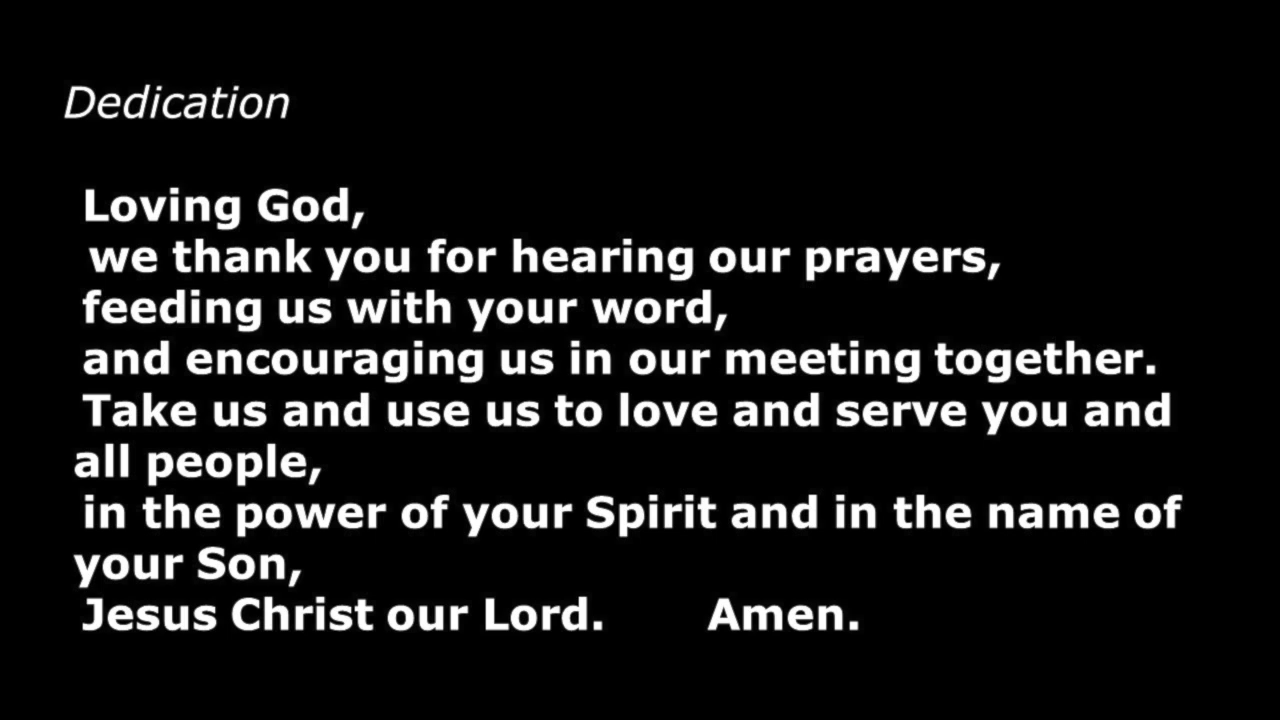 Dedication
Loving God,
we thank you for hearing our prayers,
feeding us with your word,
and encouraging us in our meeting together.
Take us and use us to love and serve you and
all people,
in the power of your Spirit and in the name of
your Son,
Jesus Christ our Lord. Amen.